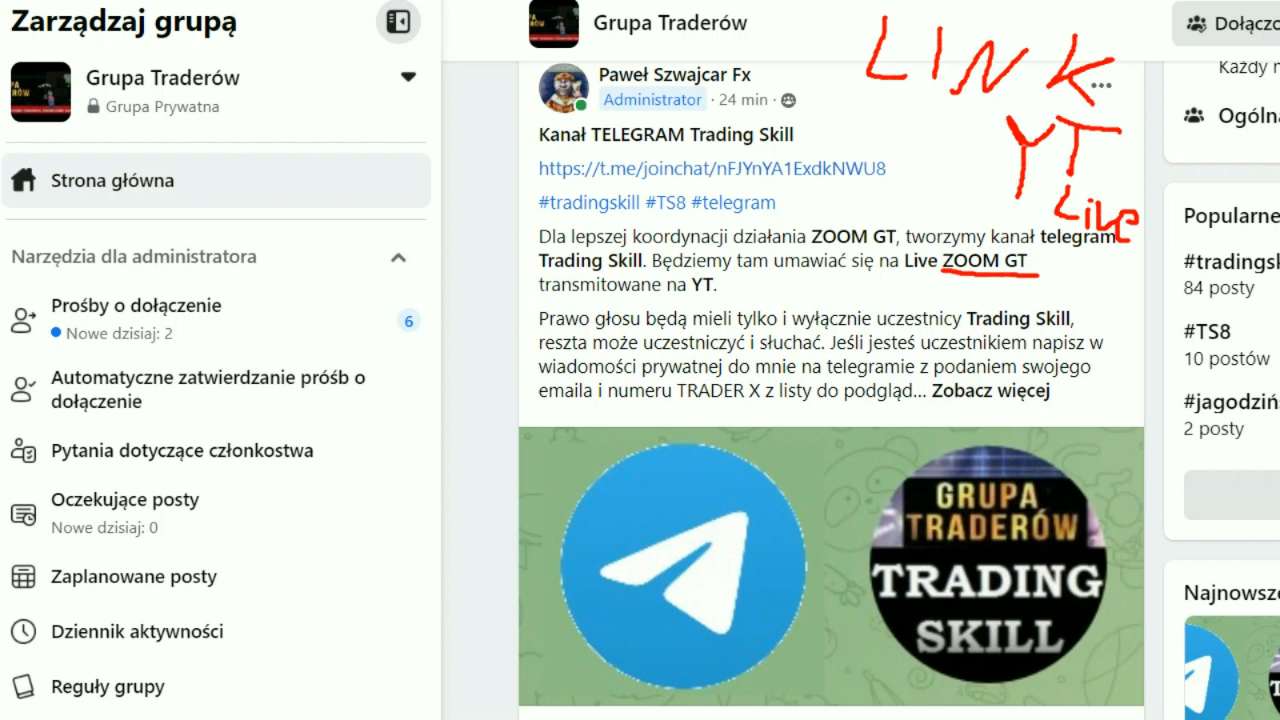 Zarządzaj grupą
Grupa Traderów
Grupa Prywatna
Strona główna
Narzędzia dla administratora
Prośby o dołączenie
Nowe dzisiaj: 2
6
Automatyczne zatwierdzanie próśb o
dołączenie
Pytania dotyczące członkostwa
Oczekujące posty
Nowe dzisiaj: 0
Zaplanowane posty
Dziennik aktywności
Reguły grupy
Grupa Traderów
LINK
YT
Live
Paweł Szwajcar Fx
Administrator · 24 min ·
Kanał TELEGRAM Trading Skill
https://t.me/joinchat/nFJYnYA1ExdkNWU8
#tradingskill #TS8 #telegram
Dla lepszej koordynacji działania ZOOM GT, tworzymy kanał telegram
Trading Skill. Będziemy tam umawiać się na Live ZOOM GT
transmitowane na YT.
Prawo głosu będą mieli tylko i wyłącznie uczestnicy Trading Skill,
reszta może uczestniczyć i słuchać. Jeśli jesteś uczestnikiem napisz w
wiadomości prywatnej do mnie na telegramie z podaniem swojego
emaila i numeru TRADER X z listy do podgląd... Zobacz więcej
GRUPA
TRADERÓW
TRADING
SKILL
Dołączo
Każdy
Ogólna
Popularne
#tradingsk
84 posty
#TS8
10 postów
#jagodzińs
2 posty
Najnowsze